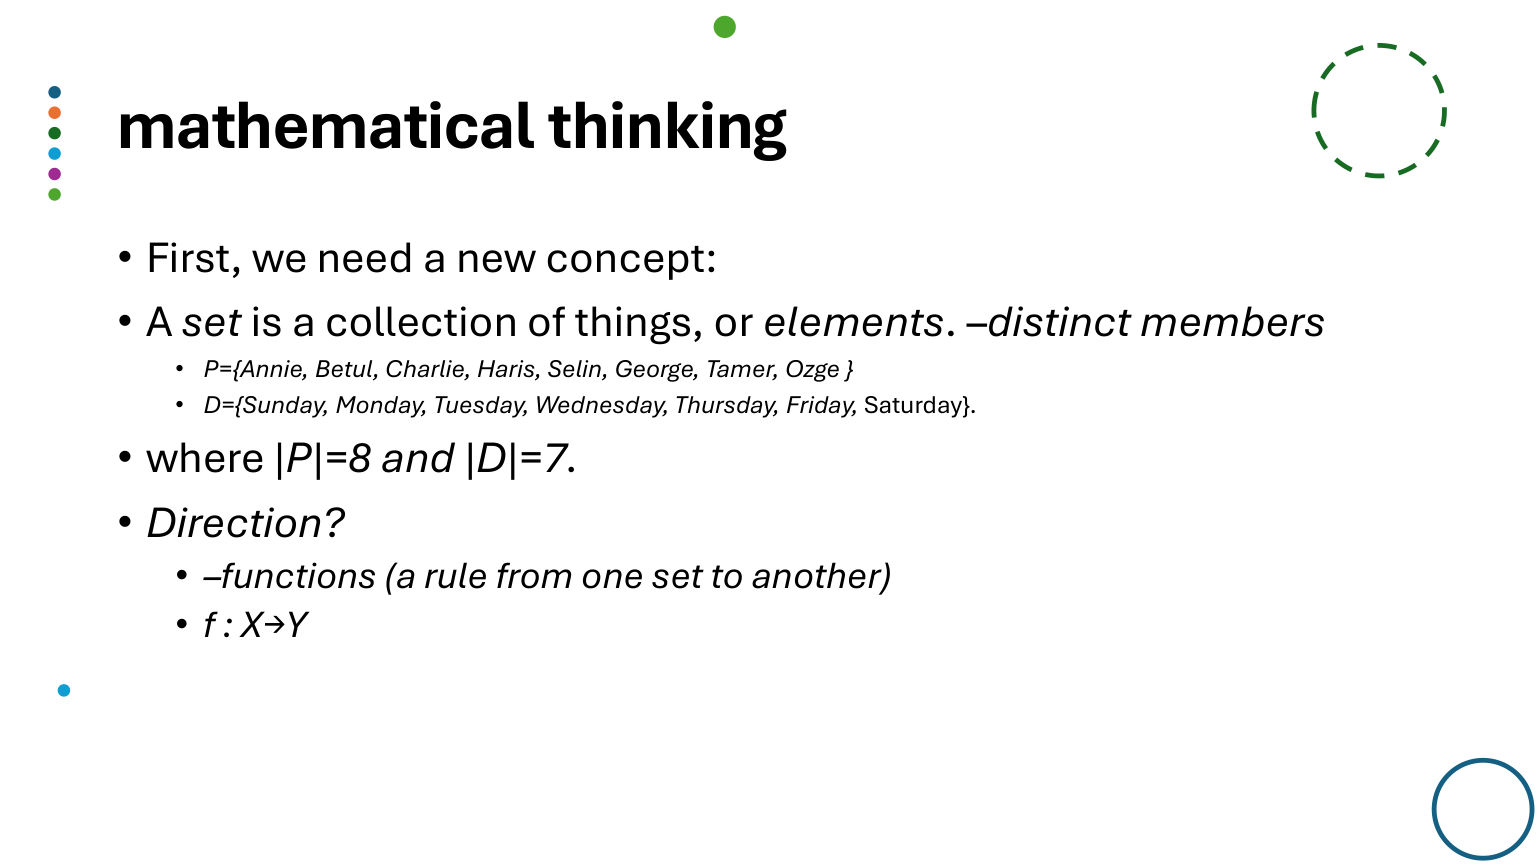 mathematical thinking
• First, we need a new concept:
• A set is a collection of things, or elements. –distinct members
• P={Annie, Betul, Charlie, Haris, Selin, George, Tamer, Ozge }
• D={Sunday, Monday, Tuesday, Wednesday, Thursday, Friday, Saturday}.
• where |P|=8 and |D|=7.
• Direction?
• –functions (a rule from one set to another)
• f : X→Y